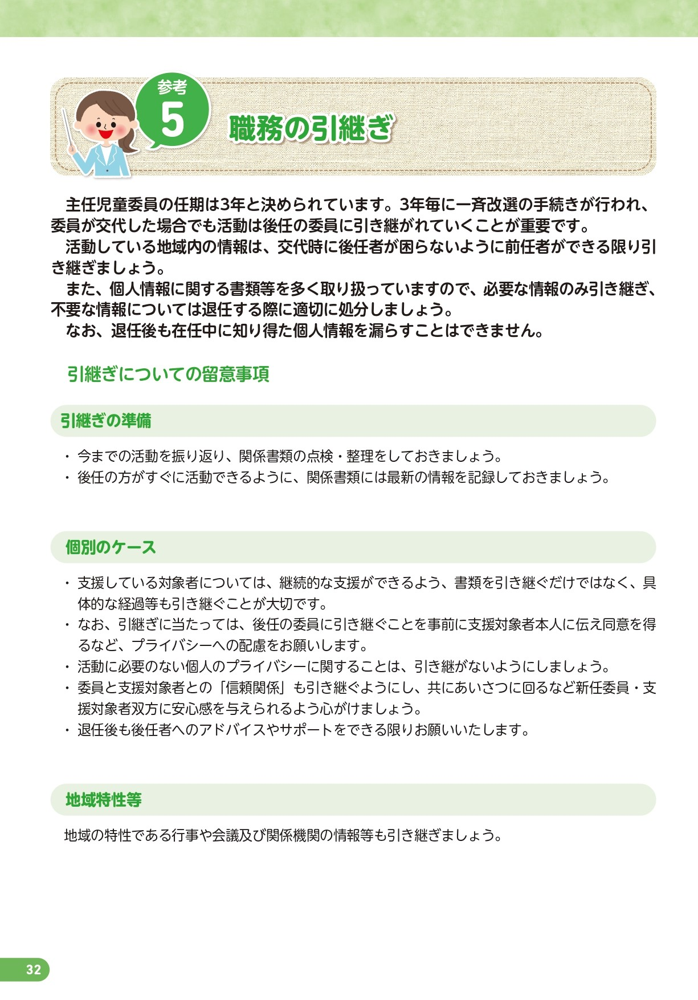 参考
5
職務の引継ぎ
主任児童委員の任期は3年と決められています。3年毎に一斉改選の手続きが行われ、
委員が交代した場合でも活動は後任の委員に引き継がれていくことが重要です。
活動している地域内の情報は、交代時に後任者が困らないように前任者ができる限り引
き継ぎましょう。
また、個人情報に関する書類等を多く取り扱っていますので、必要な情報のみ引き継ぎ、
不要な情報については退任する際に適切に処分しましょう。
なお、退任後も在任中に知り得た個人情報を漏らすことはできません。
引継ぎについての留意事項
引継ぎの準備
・ 今までの活動を振り返り、関係書類の点検・整理をしておきましょう。
・ 後任の方がすぐに活動できるように、関係書類には最新の情報を記録しておきましょう。
個別のケース
・ 支援している対象者については、継続的な支援ができるよう、書類を引き継ぐだけではなく、具
体的な経過等も引き継ぐことが大切です。
・ なお、引継ぎに当たっては、後任の委員に引き継ぐことを事前に支援対象者本人に伝え同意を得
るなど、プライバシーへの配慮をお願いします。
・ 活動に必要のない個人のプライバシーに関することは、引き継がないようにしましょう。
・ 委員と支援対象者との「信頼関係」も引き継ぐようにし、共にあいさつに回るなど新任委員・支
援対象者双方に安心感を与えられるよう心がけましょう。
・ 退任後も後任者へのアドバイスやサポートをできる限りお願いいたします。
地域特性等
地域の特性である行事や会議及び関係機関の情報等も引き継ぎましょう。
32